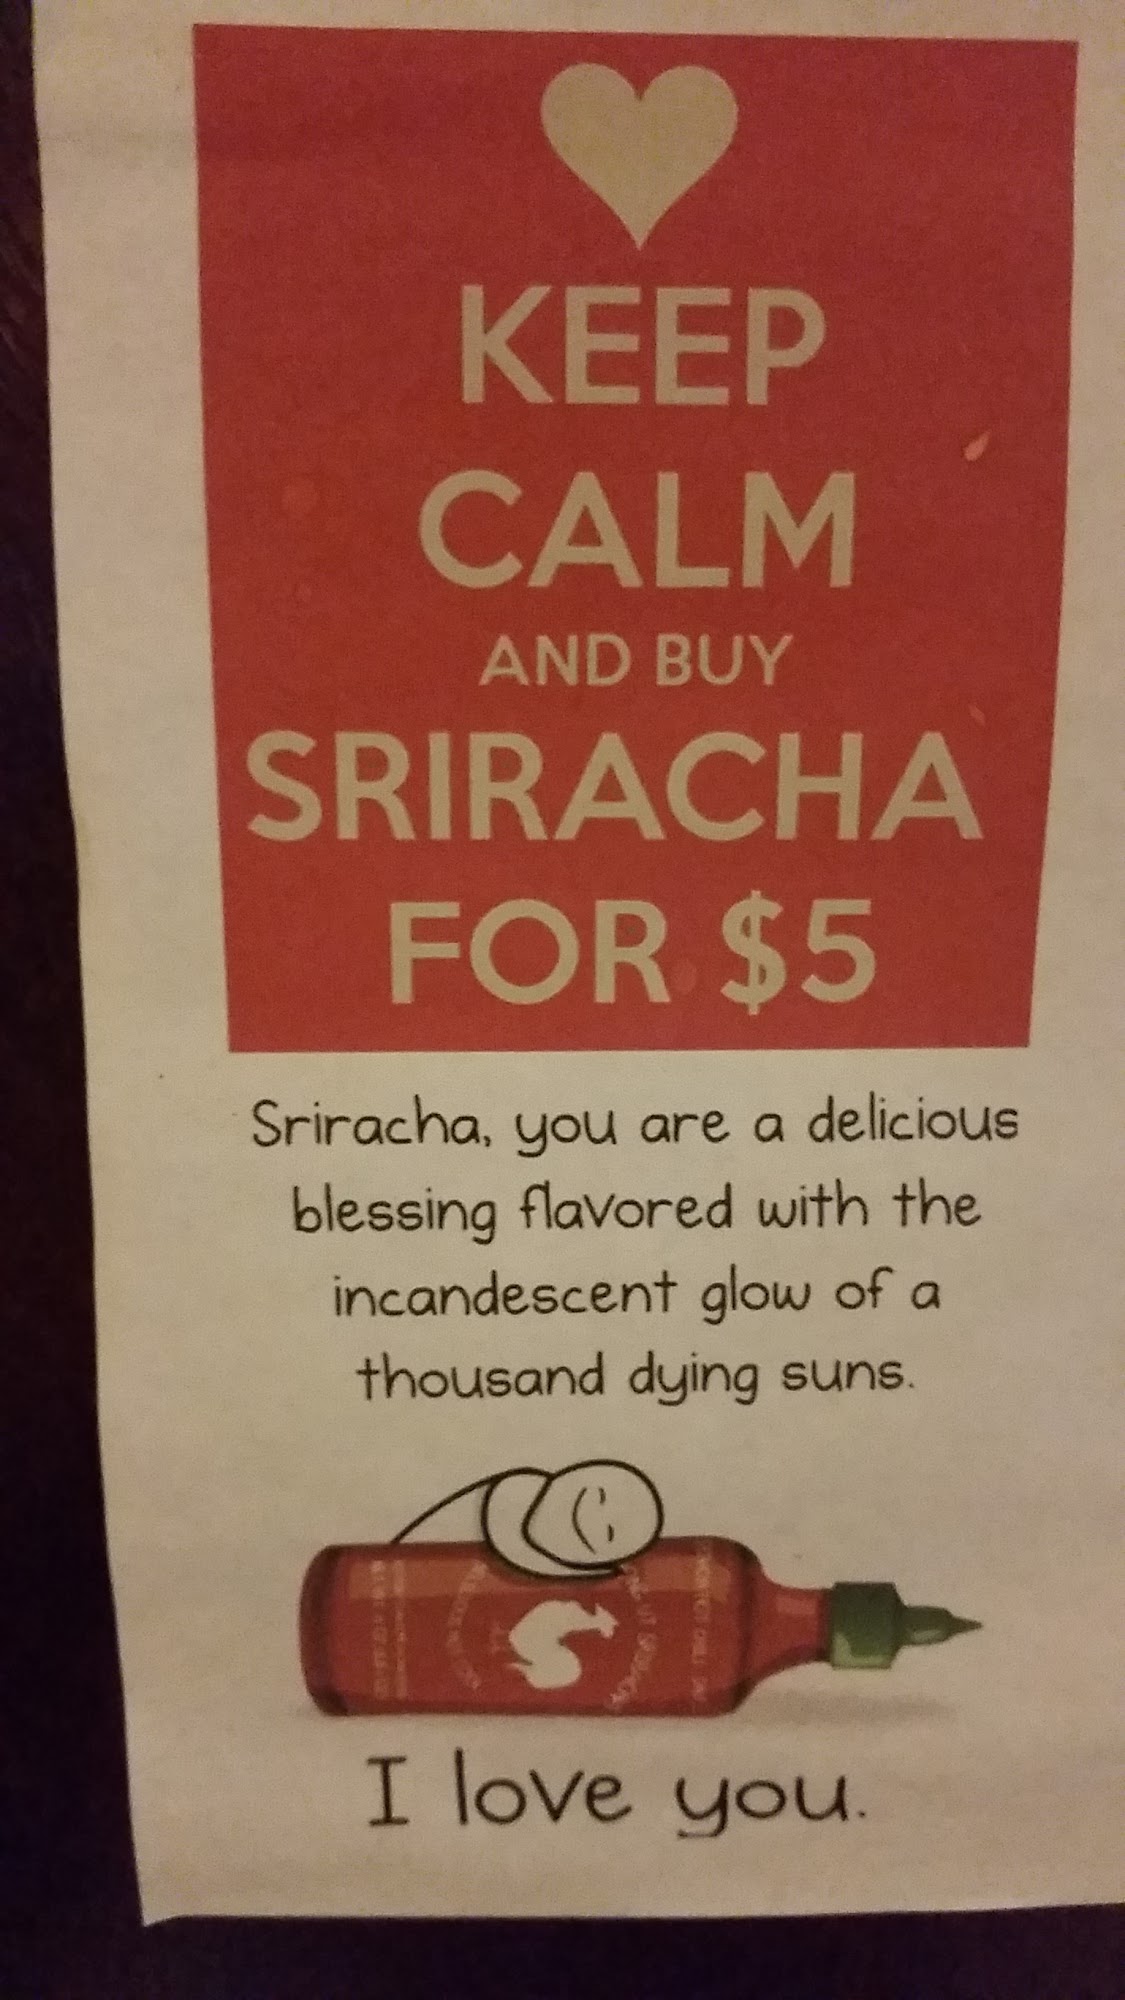 KEEP
CALM
AND BUY
SRIRACHA
FOR $5
Sriracha, you are a delicious
blessing flavored with the
incandescent glow of a
thousand dying suns.
I love you.